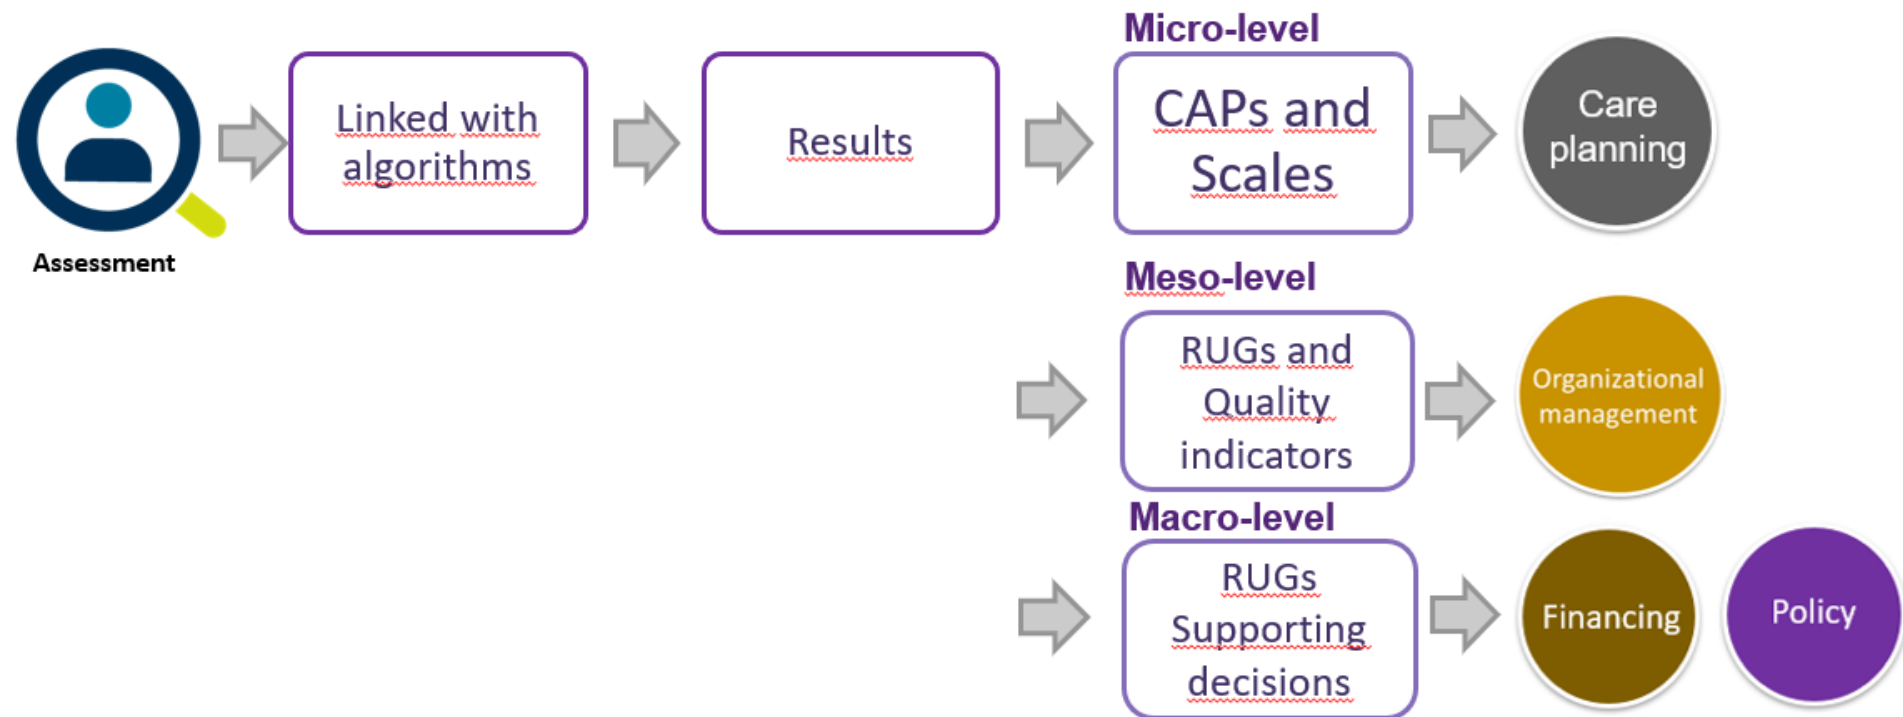 Assessment
Linked with
algorithms
Results
Micro-level
CAPs and
Scales
Care
planning
Meso-level
RUGs and
Quality
indicators
Organizational
management
Macro-level
RUGs
Supporting
decisions
Financing
Policy